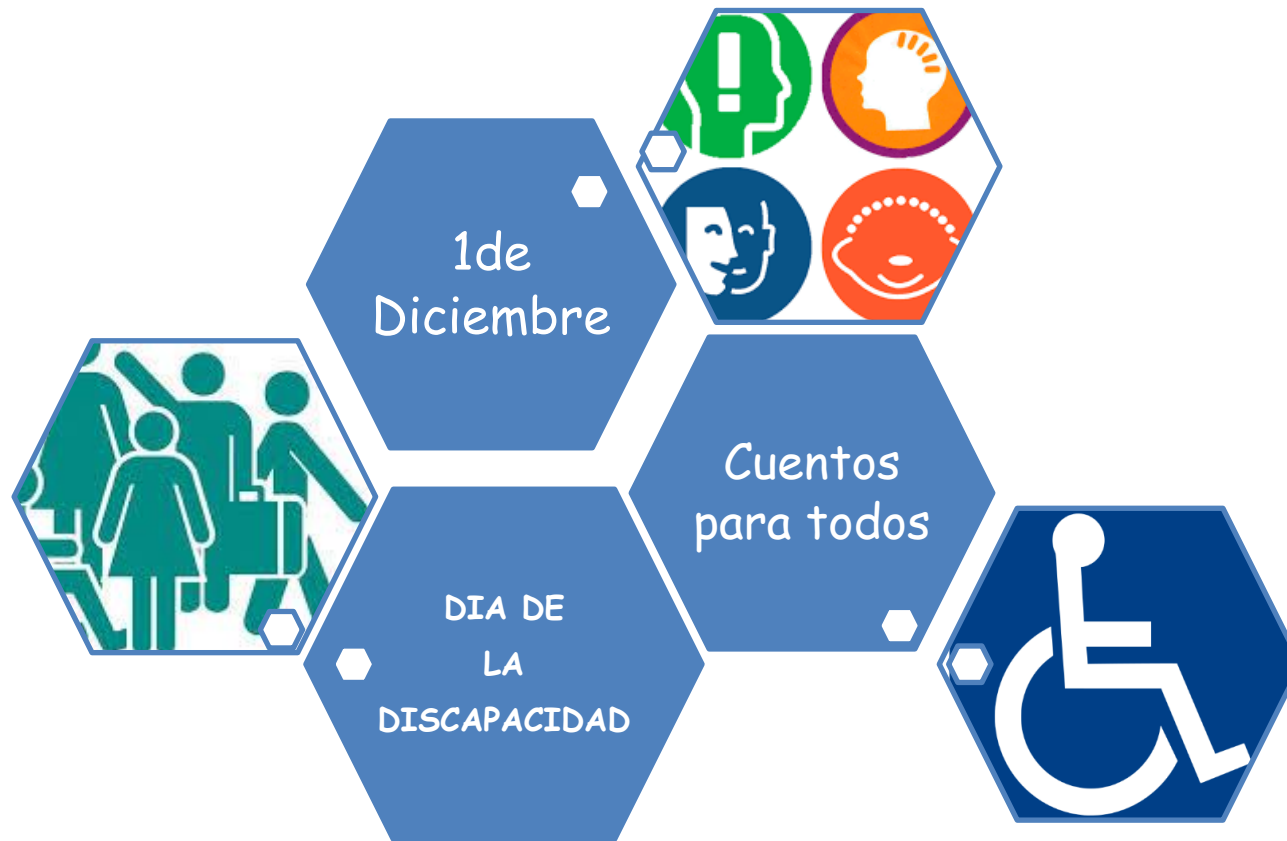 1de
Diciembre
Cuentos
para todos
DIA DE
LA
DISCAPACIDAD